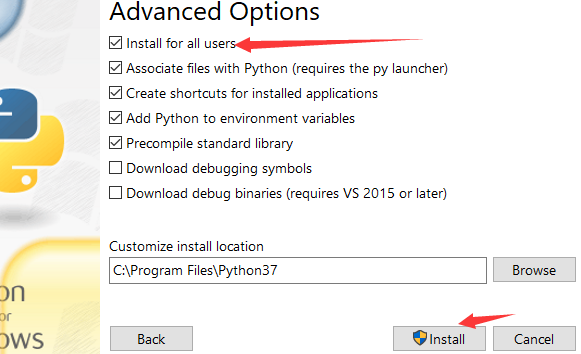 Advanced Options
Install for all users
Associate files with Python (requires the py launcher)
Create shortcuts for installed applications
Add Python to environment variables
Precompile standard library
Download debugging symbols
Download debug binaries (requires VS 2015 or later)
Customize install location
C:\Program Files\Python37
Browse
on
or
ows
Back
Install
Cancel